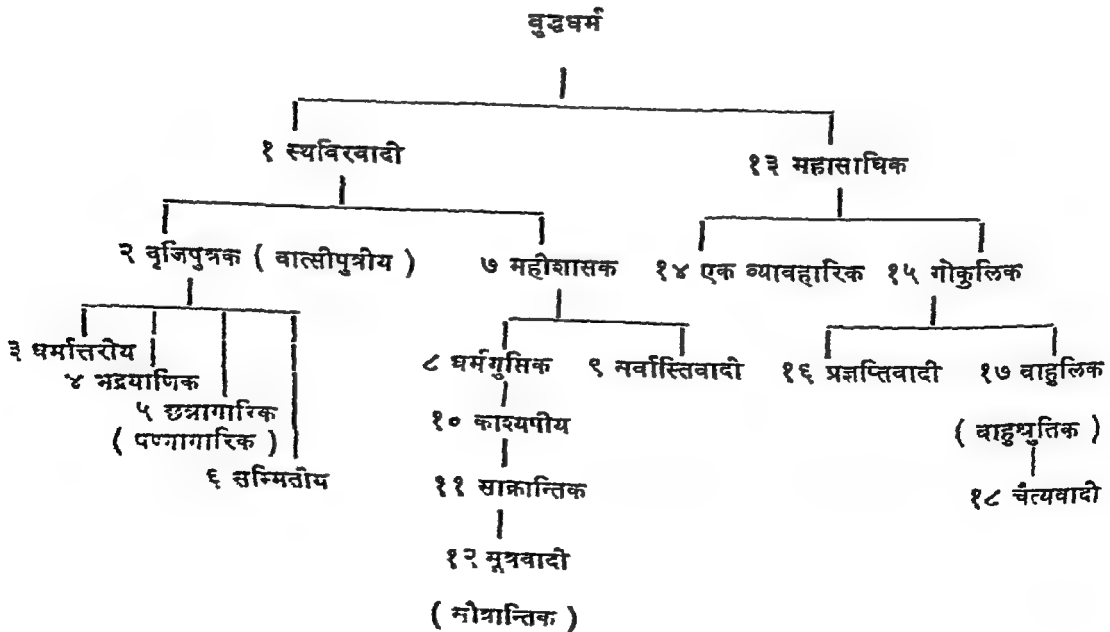 वुद्धधर्म
१ स्थविरवादी
१३ महासाघिक
२ वृजिपुत्रक ( वात्सीपुत्रीय )
७ महीशासक
१४ एक व्यावहारिक
१५ गोकुलिक
३ धर्मात्तरीय
४ भद्रयाणिक
५ छन्नागारिक
( पण्णागारिक )
६ सम्मितीय
८ धर्मगुप्तिक
९ सर्वास्तिवादी
१६ प्रज्ञप्तिवादी
१७ वाहुलिक
१० काश्यपीय
( वाहुश्रुतिक )
११ साक्रान्तिक
१८ चैत्यवादी
१२ सूत्रवादी
( सौत्रान्तिक )